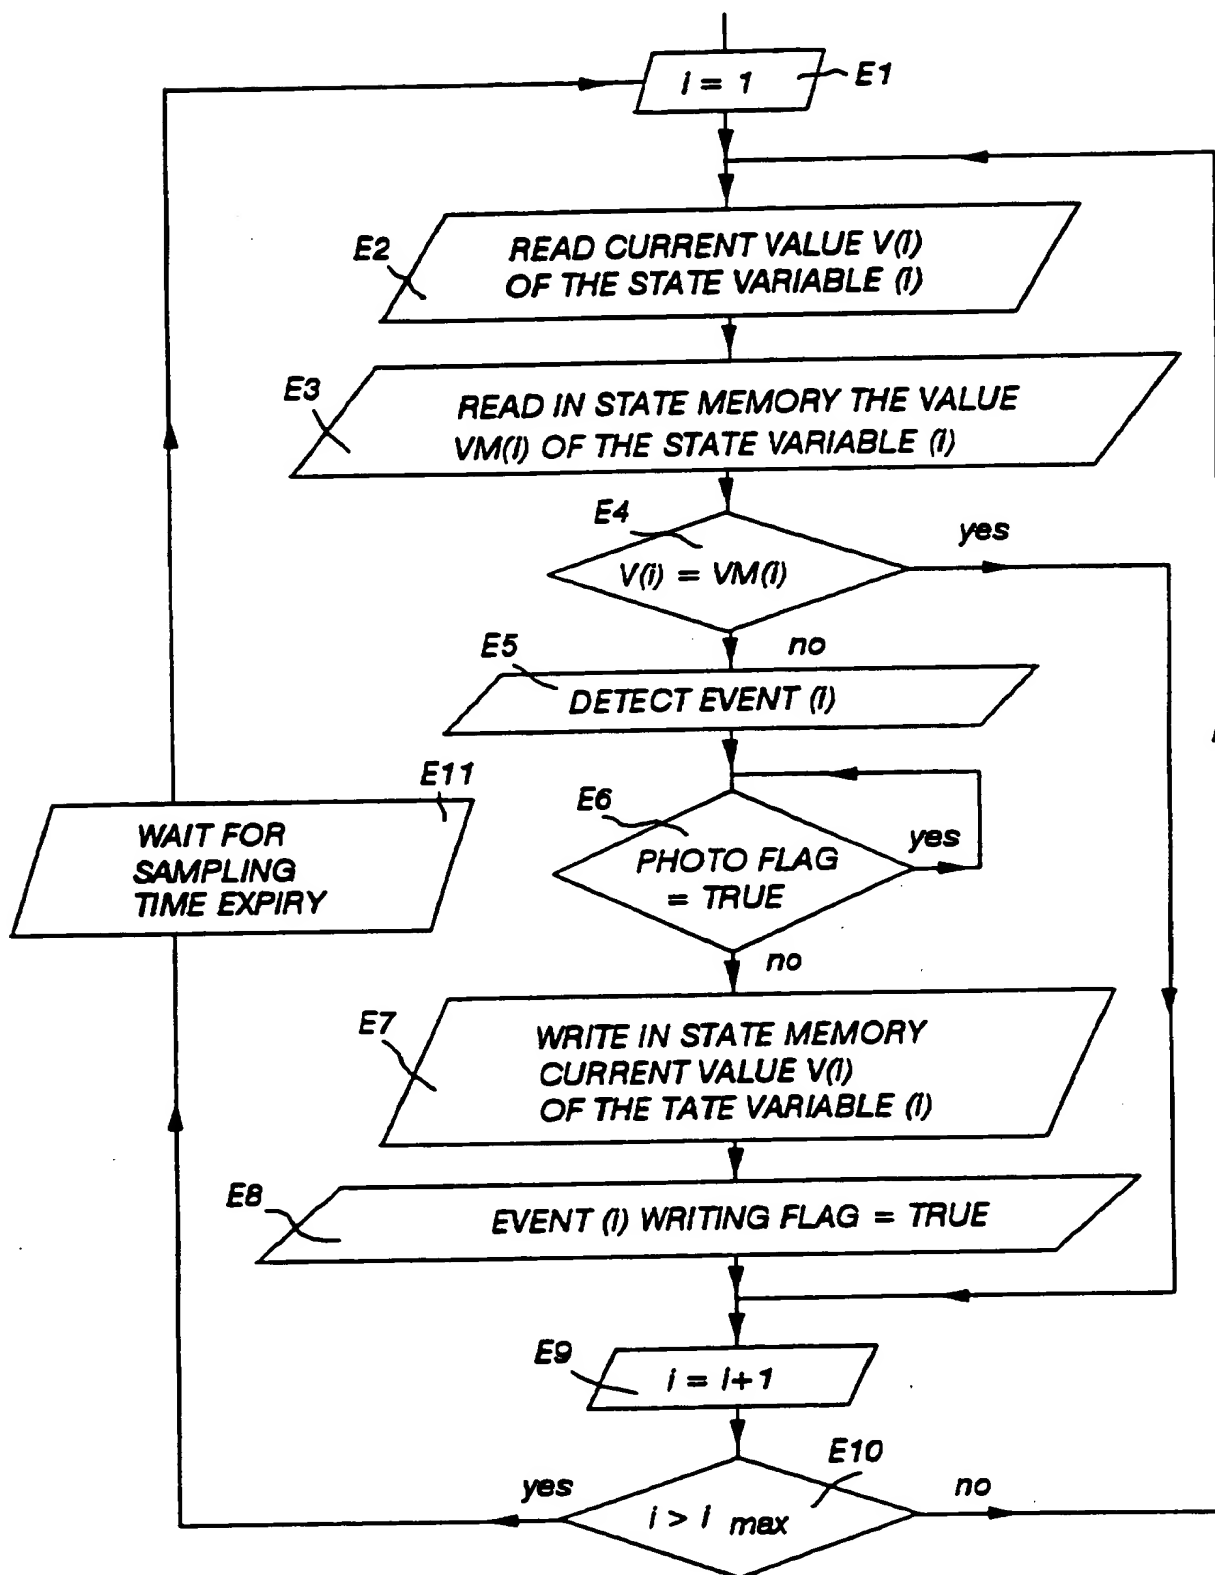 i = 1
E1
E2
READ CURRENT VALUE V(i)
OF THE STATE VARIABLE (i)
E3
READ IN STATE MEMORY THE VALUE
VM(i) OF THE STATE VARIABLE (i)
E4
yes
V(i) = VM(i)
no
E5
DETECT EVENT (i)
E11
WAIT FOR
SAMPLING
TIME EXPIRY
E6
yes
PHOTO FLAG
= TRUE
no
E7
WRITE IN STATE MEMORY
CURRENT VALUE V(i)
OF THE TATE VARIABLE (i)
E8
EVENT (i) WRITING FLAG = TRUE
E9
i = i+1
E10
yes
no
i > i max